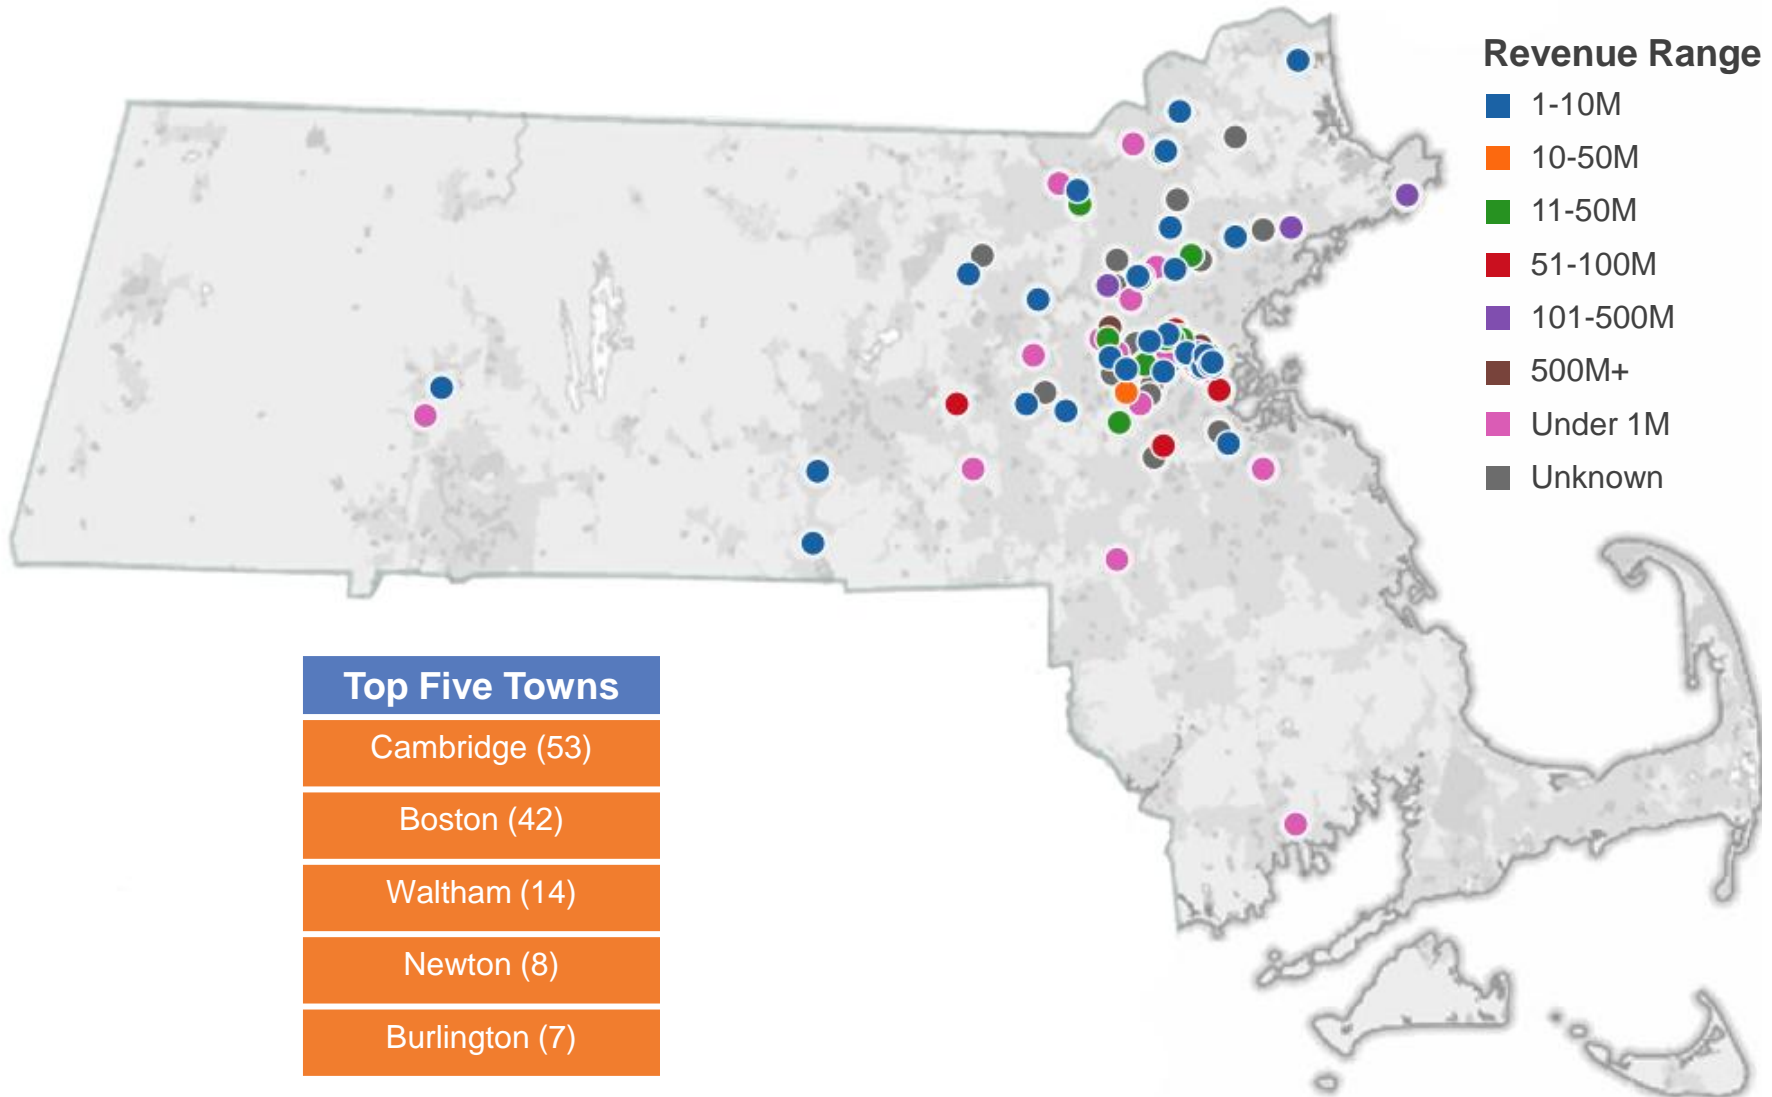 Revenue Range
1-10M
10-50M
11-50M
51-100M
101-500M
500M+
Under 1M
Unknown
Top Five Towns
Cambridge (53)
Boston (42)
Waltham (14)
Newton (8)
Burlington (7)